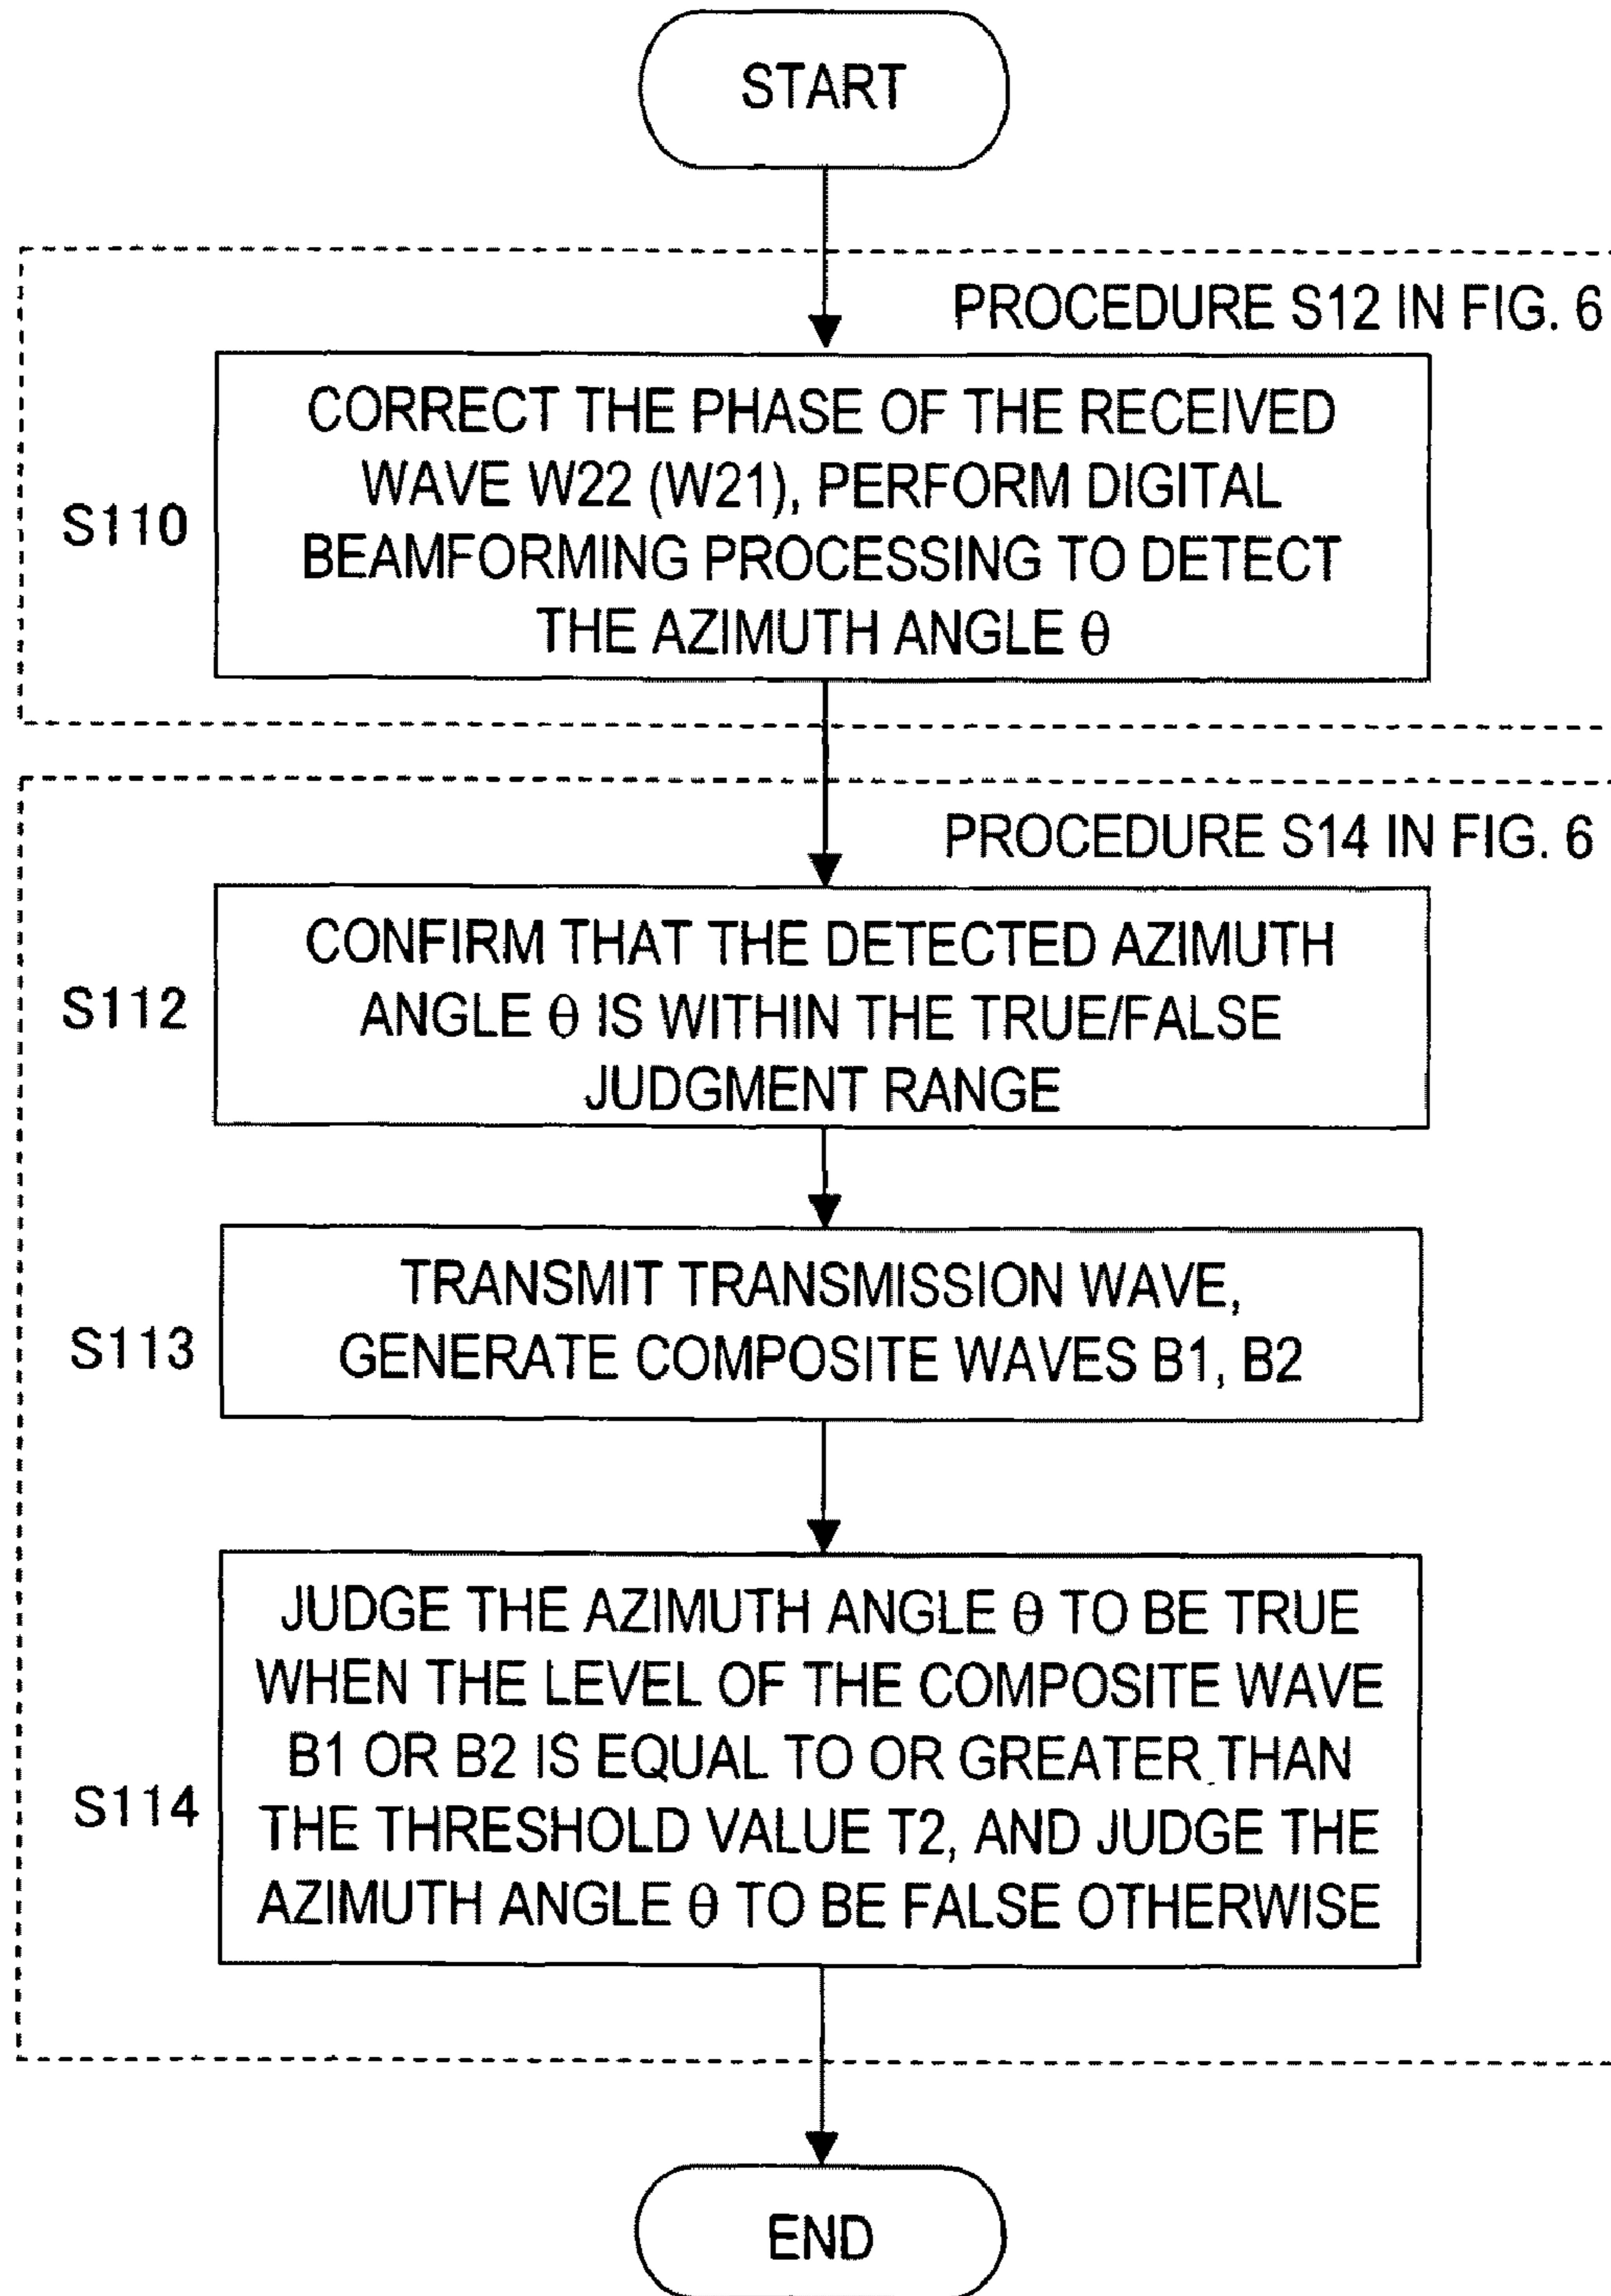 START
PROCEDURE S12 IN FIG. 6
S110
CORRECT THE PHASE OF THE RECEIVED
WAVE W22 (W21), PERFORM DIGITAL
BEAMFORMING PROCESSING TO DETECT
THE AZIMUTH ANGLE θ
PROCEDURE S14 IN FIG. 6
S112
CONFIRM THAT THE DETECTED AZIMUTH
ANGLE θ IS WITHIN THE TRUE/FALSE
JUDGMENT RANGE
S113
TRANSMIT TRANSMISSION WAVE,
GENERATE COMPOSITE WAVES B1, B2
S114
JUDGE THE AZIMUTH ANGLE θ TO BE TRUE
WHEN THE LEVEL OF THE COMPOSITE WAVE
B1 OR B2 IS EQUAL TO OR GREATER THAN
THE THRESHOLD VALUE T2, AND JUDGE THE
AZIMUTH ANGLE θ TO BE FALSE OTHERWISE
END